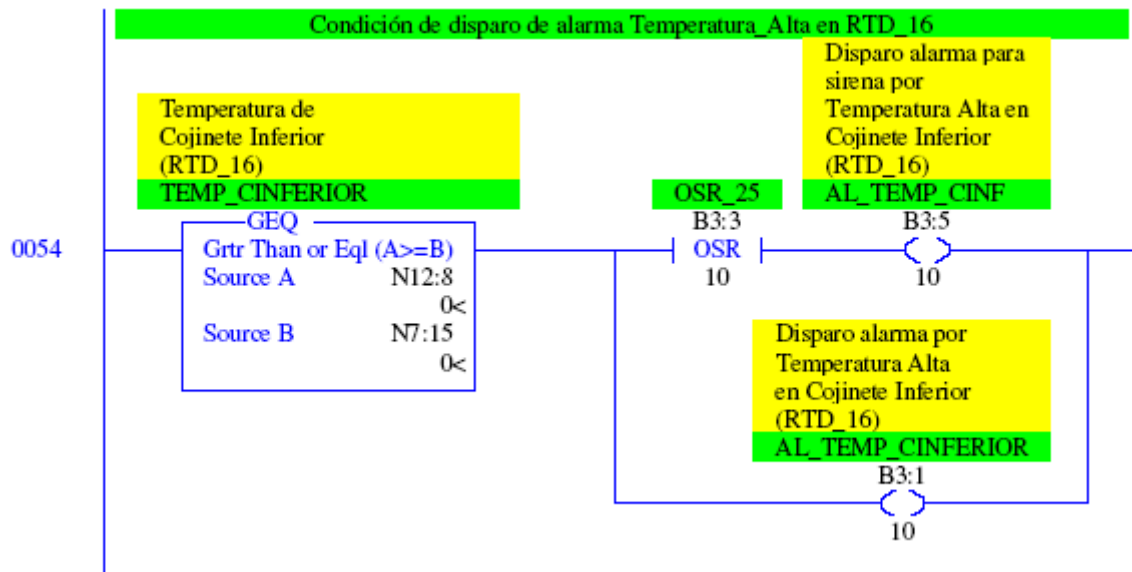 Condición de disparo de alarma Temperatura_Alta en RTD_16
Disparo alarma para
sirena por
Temperatura Alta en
Cojinete Inferior
(RTD_16)
AL_TEMP_CINF
B3:5
10
Temperatura de
Cojinete Inferior
(RTD_16)
TEMP_CINFERIOR
GEQ
Grtr Than or Eql (A>=B)
Source A N12:8
0<
Source B N7:15
0<
OSR_25
B3:3
OSR
10
0054
Disparo alarma por
Temperatura Alta
en Cojinete Inferior
(RTD_16)
AL_TEMP_CINFERIOR
B3:1
10